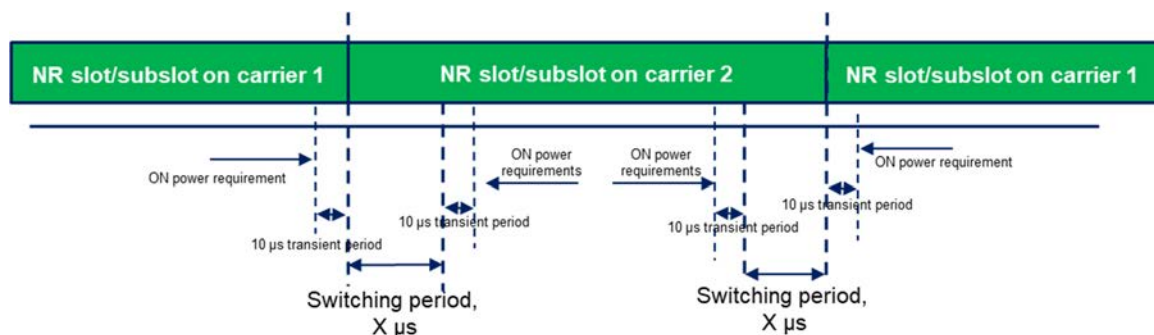 NR slot/subslot on carrier 1
NR slot/subslot on carrier 2
NR slot/subslot on carrier 1
ON power requirement
10 µs transient period
Switching period,
X µs
10 µs transient period
ON power
requirements
ON power
requirements
10 µs transient period
Switching period,
X µs
10 µs transient period
ON power requirement